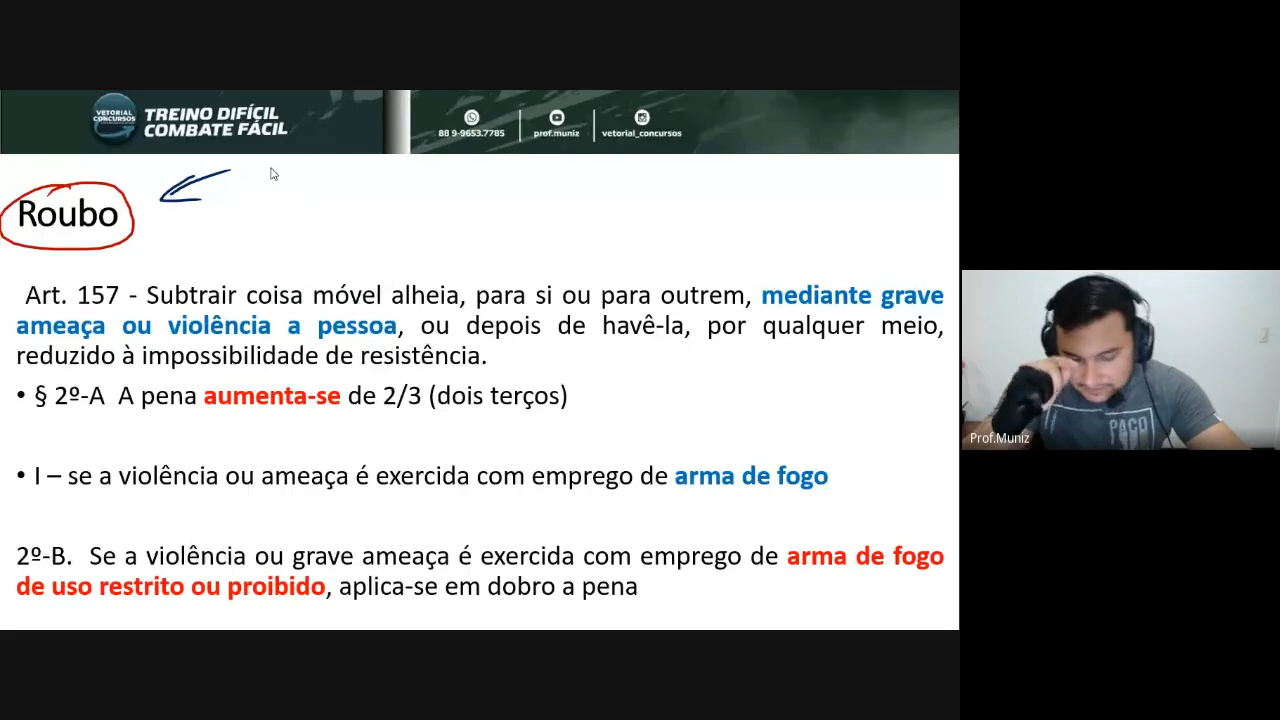 VETORIAL
CONCURSOS
TREINO DIFÍCIL
COMBATE FÁCIL
88 9-9653.7785
prof.muniz
vetorial_concursos
Roubo
Art. 157 - Subtrair coisa móvel alheia, para si ou para outrem, mediante grave
ameaça ou violência a pessoa, ou depois de havê-la, por qualquer meio,
reduzido à impossibilidade de resistência.
• § 2º-A A pena aumenta-se de 2/3 (dois terços)
• I – se a violência ou ameaça é exercida com emprego de arma de fogo
2º-B. Se a violência ou grave ameaça é exercida com emprego de arma de fogo
de uso restrito ou proibido, aplica-se em dobro a pena
Prof.Muniz